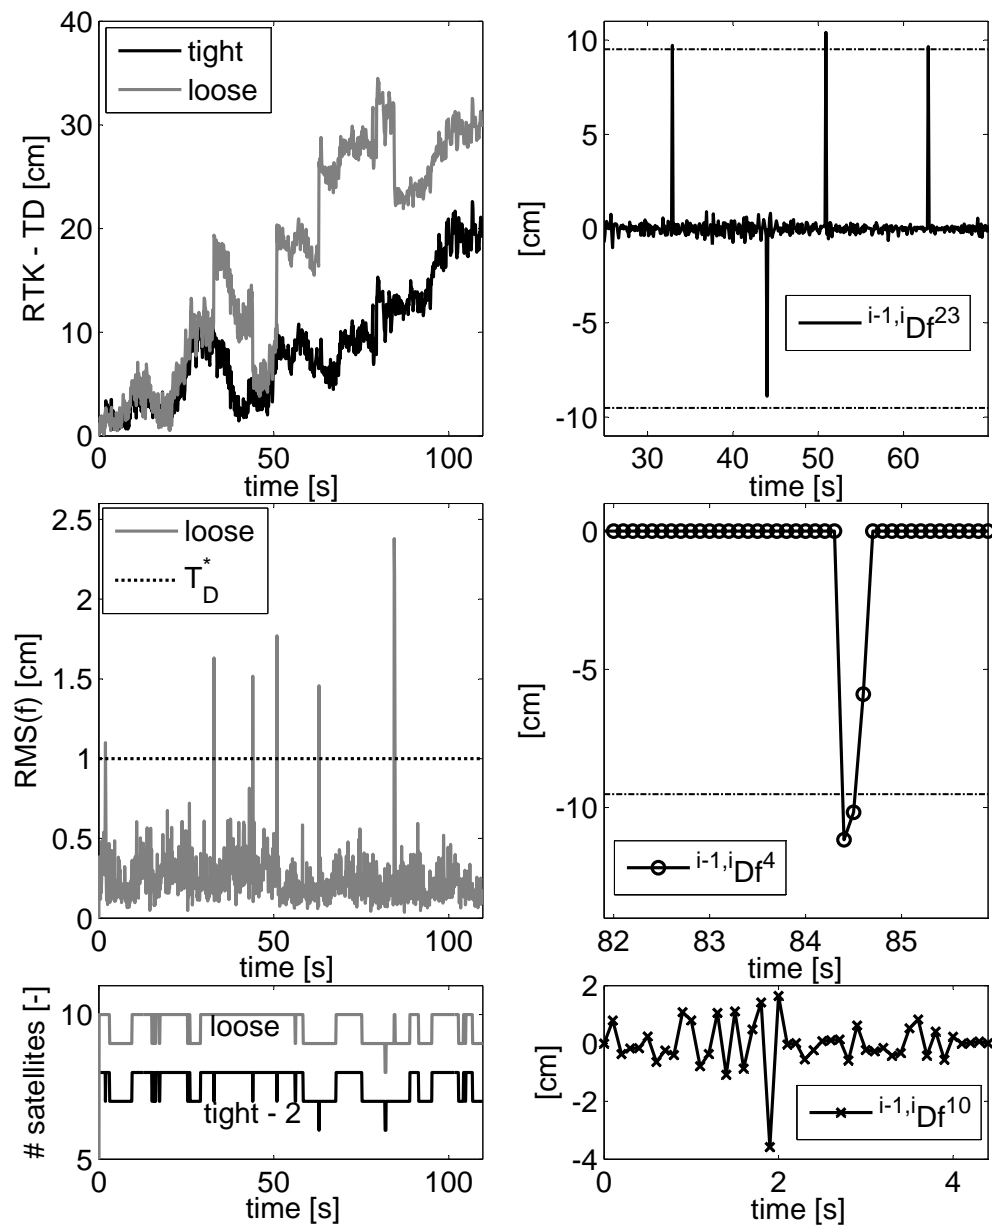 40
30
20
10
0
RTK - TD [cm]
tight
loose
0
50
100
time [s]
10
5
0
-5
-10
[cm]
i-1,iDf23
30
40
50
60
time [s]
2.5
2
1.5
1
0.5
0
RMS(f) [cm]
loose
T*D
0
50
100
time [s]
0
-5
-10
[cm]
i-1,iDf4
82
83
84
85
time [s]
10
5
# satellites [-]
loose
tight - 2
0
50
100
time [s]
2
0
-2
-4
[cm]
i-1,iDf10
0
2
4
time [s]